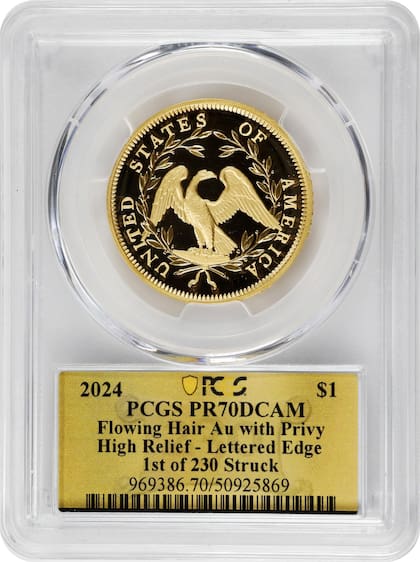 UNITED STATES OF AMERICA
2024 PCGS $1
PCGS PR70DCAM
Flowing Hair Au with Privy
High Relief - Lettered Edge
1st of 230 Struck
969386.70/50925869